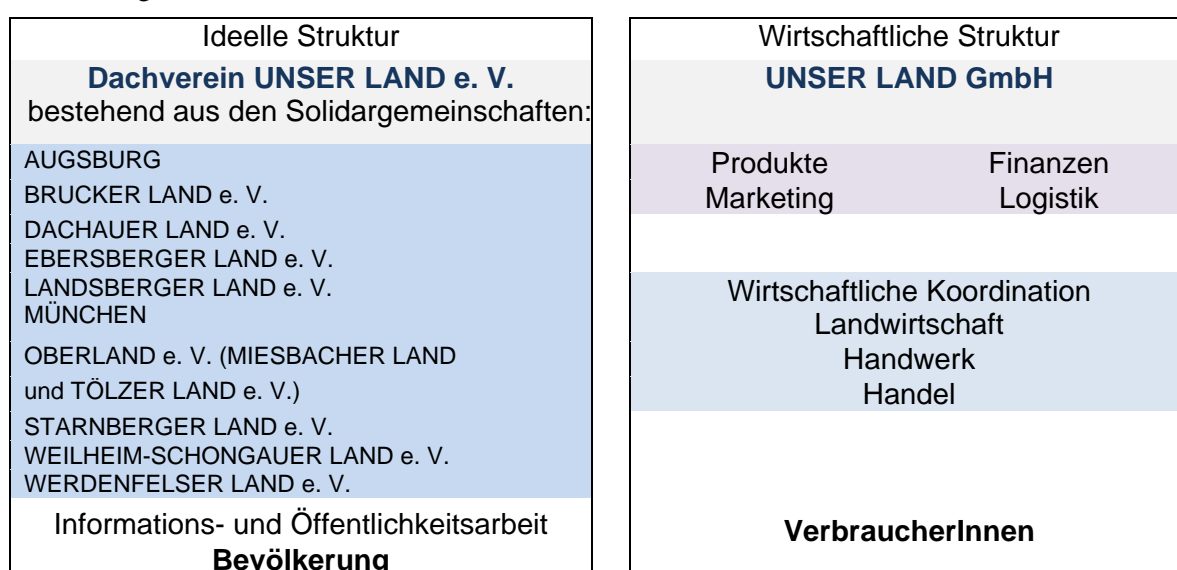 Ideelle Struktur
Dachverein UNSER LAND e. V.
bestehend aus den Solidargemeinschaften:
AUGSBURG
BRUCKER LAND e. V.
DACHAUER LAND e. V.
EBERSBERGER LAND e. V.
LANDSBERGER LAND e. V.
MÜNCHEN
OBERLAND e. V. (MIESBACHER LAND
und TÖLZER LAND e. V.)
STARNBERGER LAND e. V.
WEILHEIM-SCHONGAUER LAND e. V.
WERDENFELSER LAND e. V.
Informations- und Öffentlichkeitsarbeit
Bevölkerung
Wirtschaftliche Struktur
UNSER LAND GmbH
Produkte Finanzen
Marketing Logistik
Wirtschaftliche Koordination
Landwirtschaft
Handwerk
Handel
VerbraucherInnen